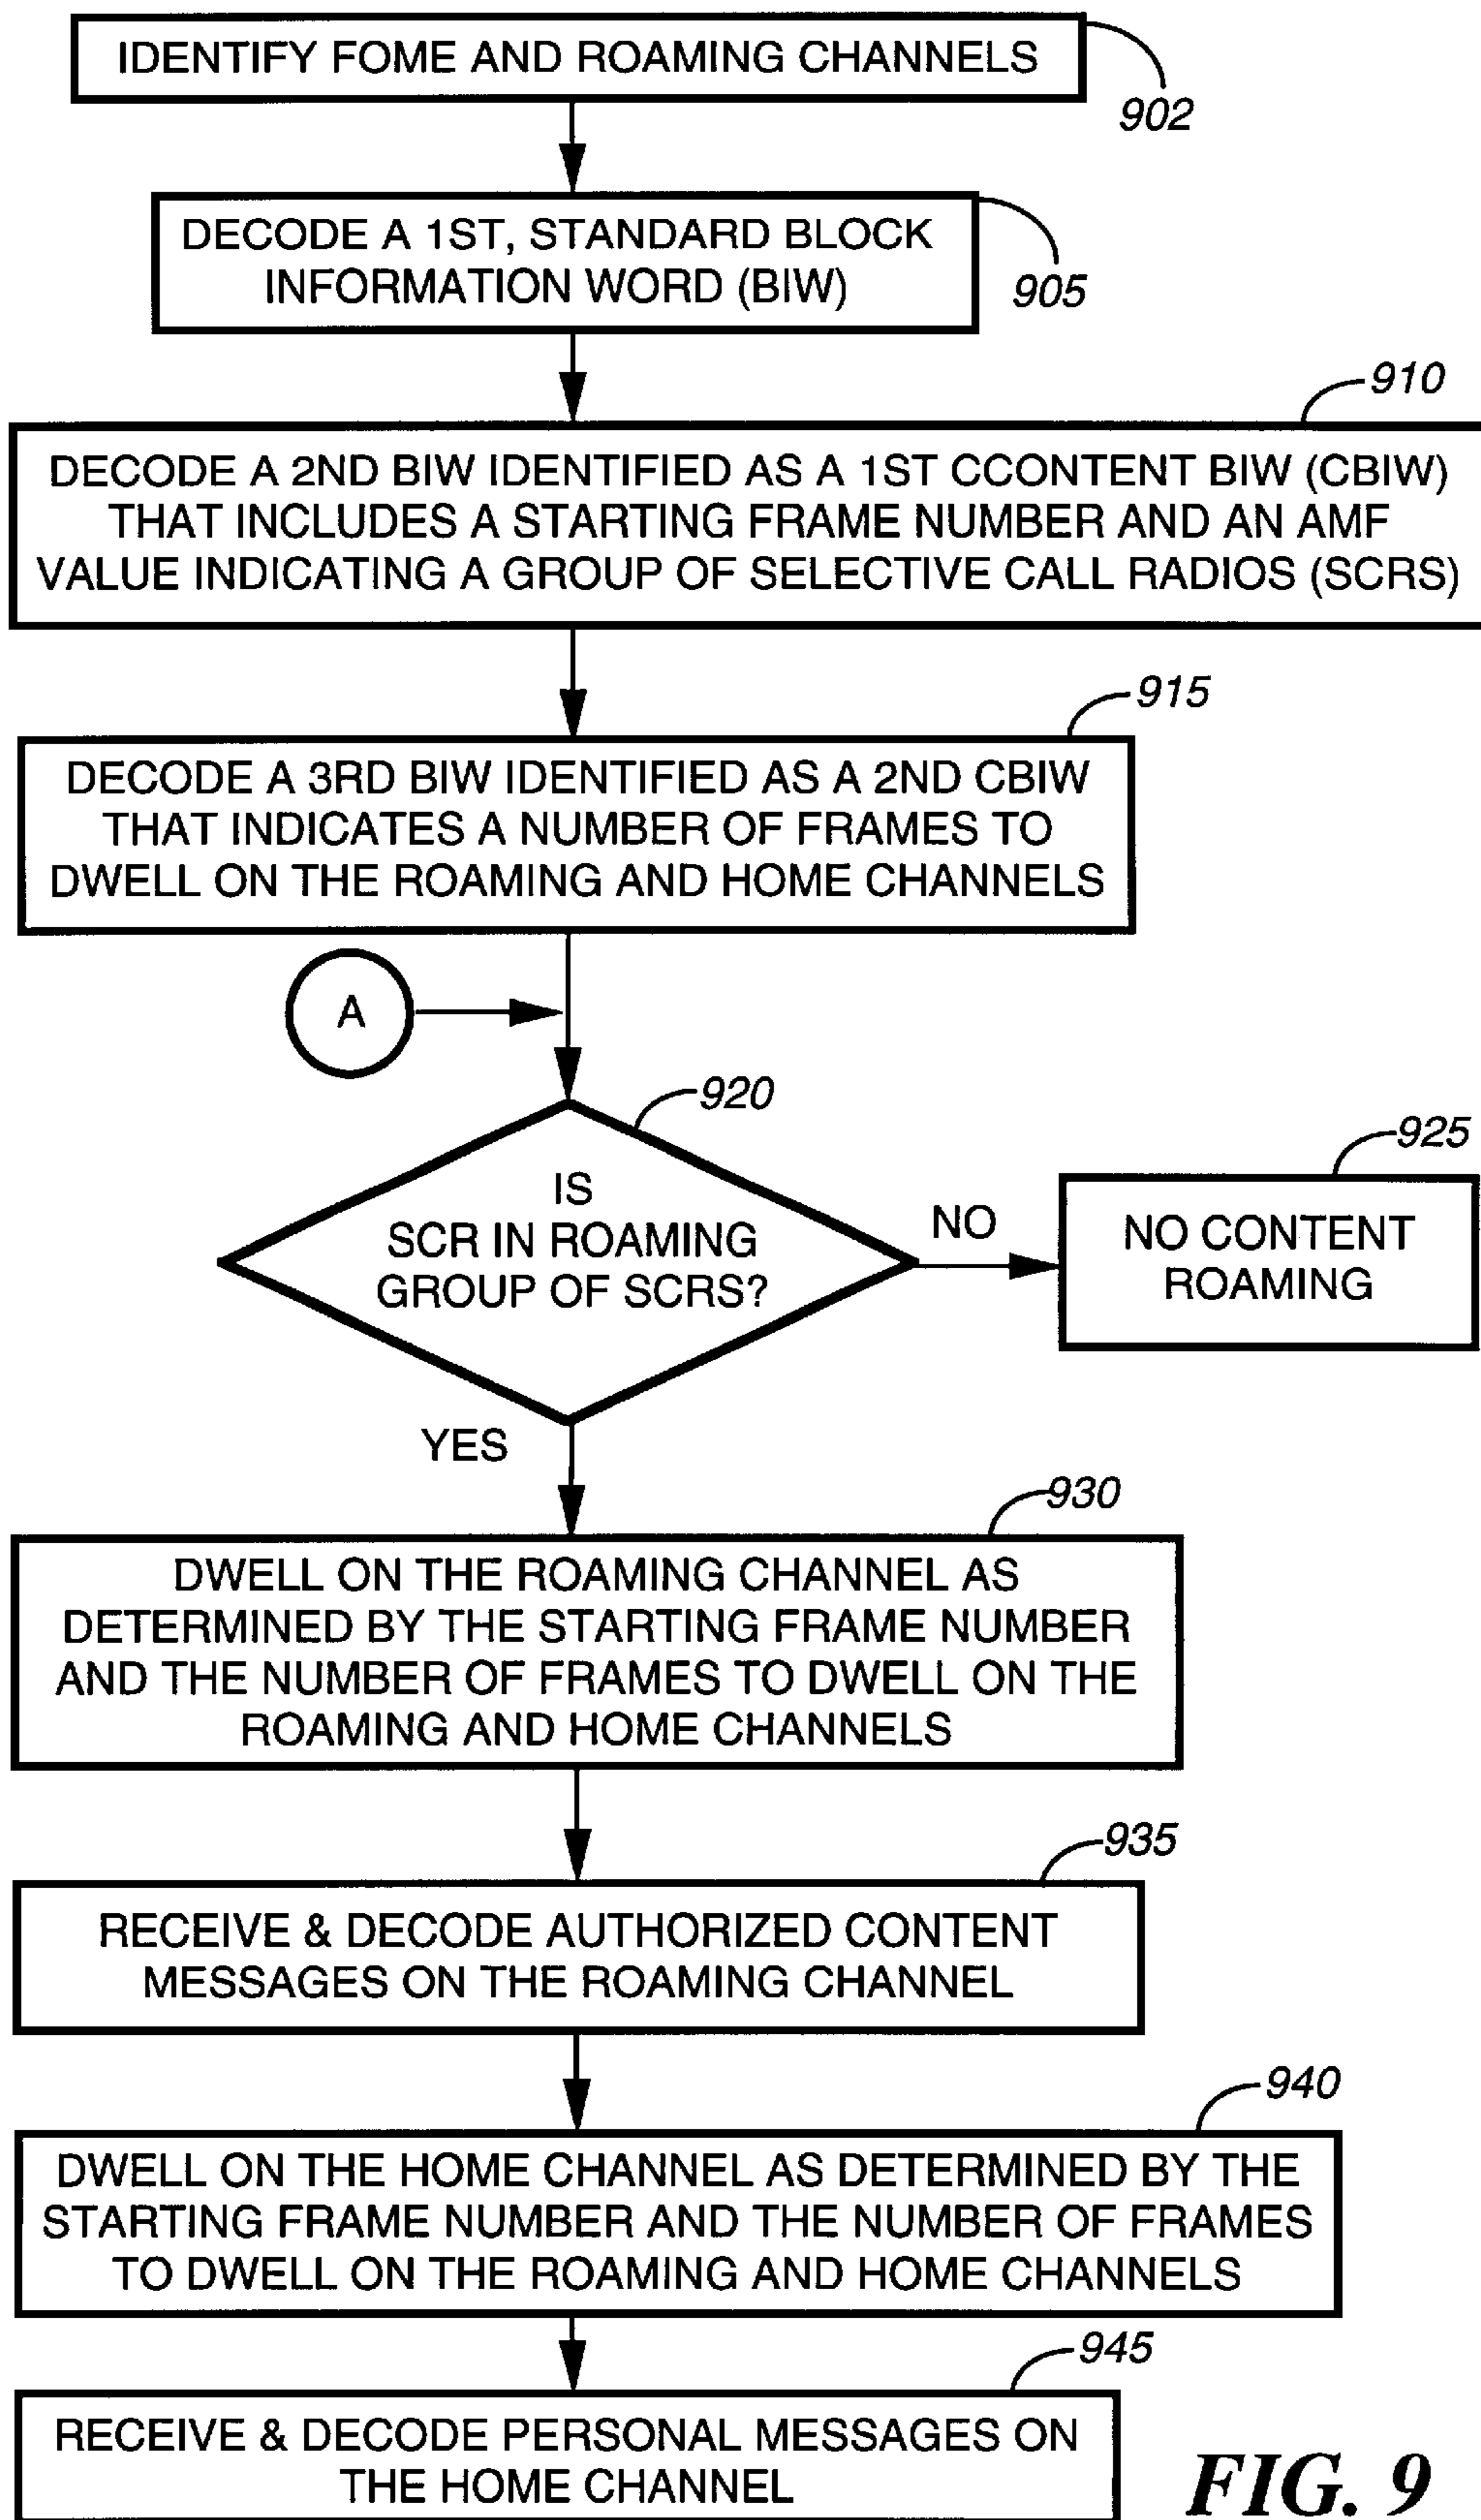 IDENTIFY FOME AND ROAMING CHANNELS
902
DECODE A 1ST, STANDARD BLOCK
INFORMATION WORD (BIW)
905
910
DECODE A 2ND BIW IDENTIFIED AS A 1ST CCONTENT BIW (CBIW)
THAT INCLUDES A STARTING FRAME NUMBER AND AN AMF
VALUE INDICATING A GROUP OF SELECTIVE CALL RADIOS (SCRS)
915
DECODE A 3RD BIW IDENTIFIED AS A 2ND CBIW
THAT INDICATES A NUMBER OF FRAMES TO
DWELL ON THE ROAMING AND HOME CHANNELS
A
920
IS
SCR IN ROAMING
GROUP OF SCRS?
NO
925
NO CONTENT
ROAMING
YES
930
DWELL ON THE ROAMING CHANNEL AS
DETERMINED BY THE STARTING FRAME NUMBER
AND THE NUMBER OF FRAMES TO DWELL ON THE
ROAMING AND HOME CHANNELS
935
RECEIVE & DECODE AUTHORIZED CONTENT
MESSAGES ON THE ROAMING CHANNEL
940
DWELL ON THE HOME CHANNEL AS DETERMINED BY THE
STARTING FRAME NUMBER AND THE NUMBER OF FRAMES
TO DWELL ON THE ROAMING AND HOME CHANNELS
945
RECEIVE & DECODE PERSONAL MESSAGES ON
THE HOME CHANNEL
FIG. 9